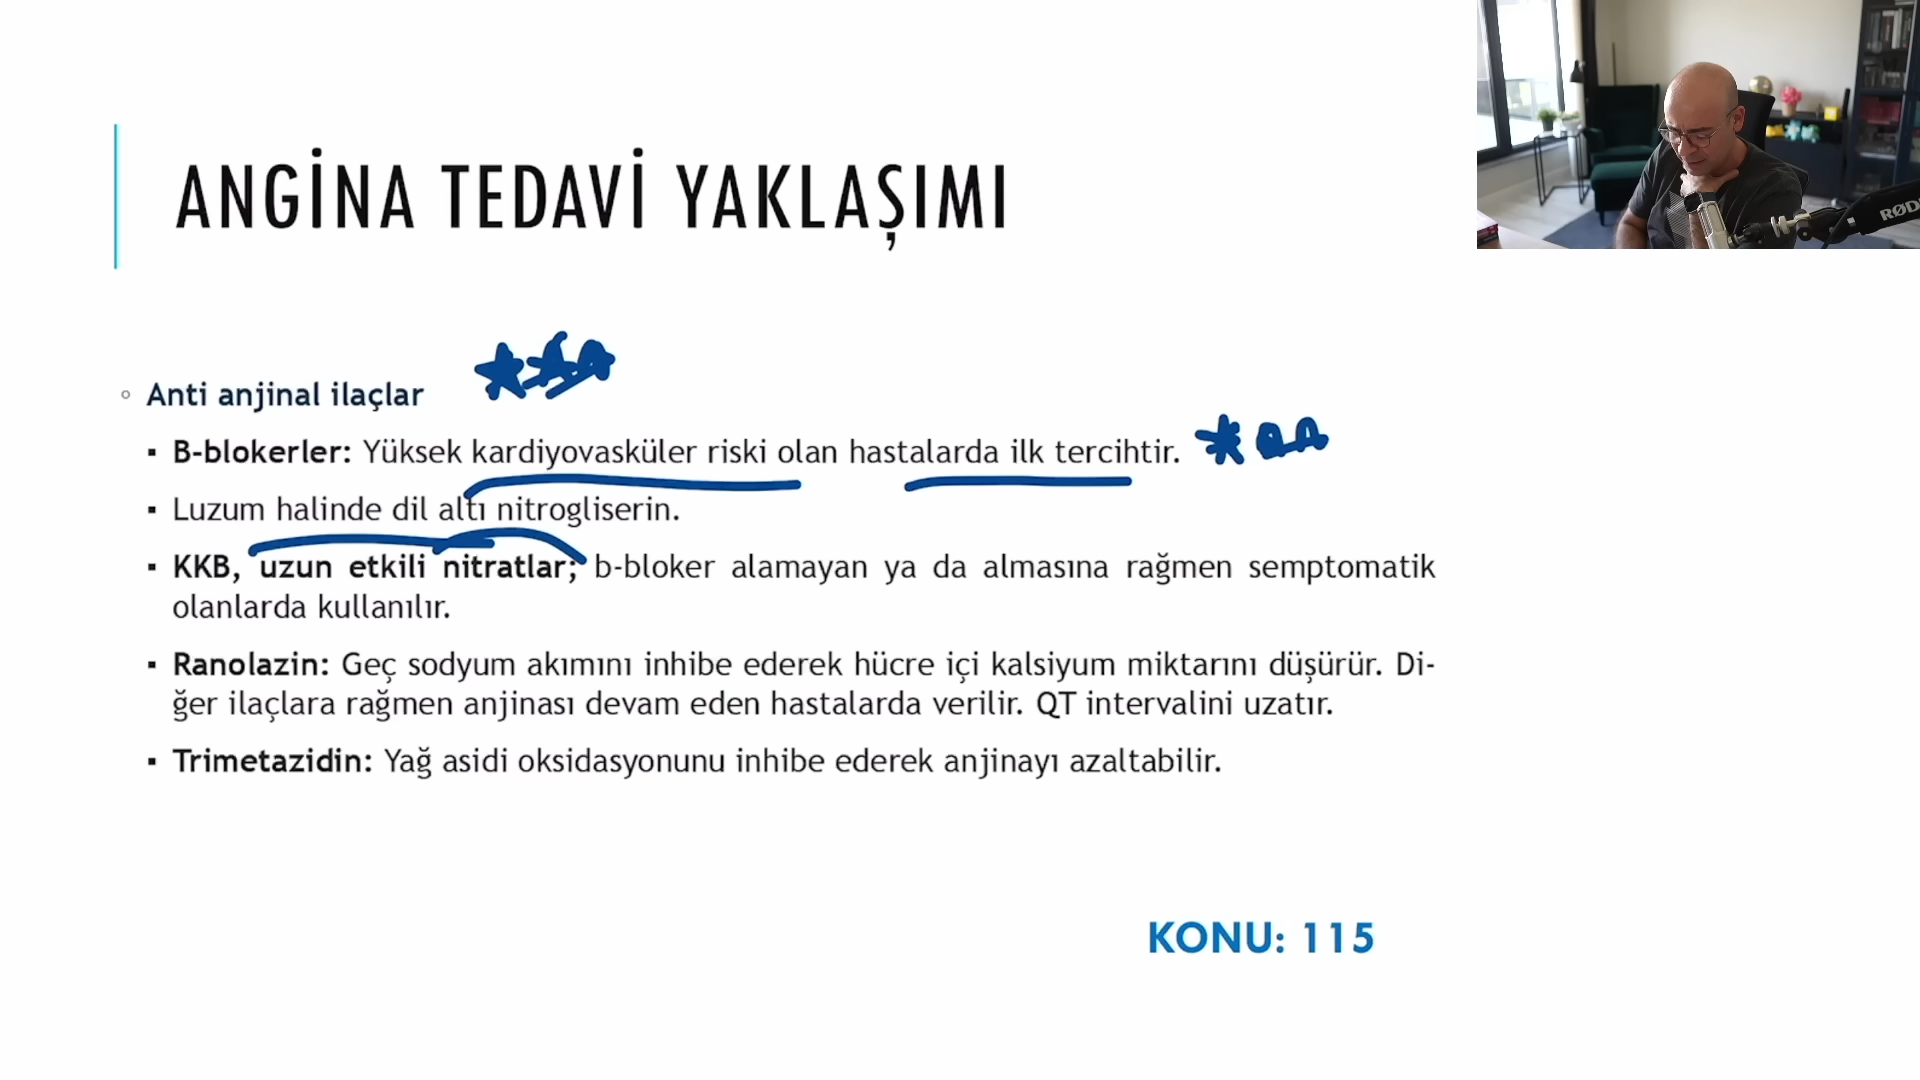 ANGİNA TEDAVİ YAKLAŞIMI
◦ Anti anjinal ilaçlar
▪ B-blokerler: Yüksek kardiyovasküler riski olan hastalarda ilk tercihtir.
▪ Luzum halinde dil altı nitrogliserin.
▪ KKB, uzun etkili nitratlar; b-bloker alamayan ya da almasına rağmen semptomatik
olanlarda kullanılır.
▪ Ranolazin: Geç sodyum akımını inhibe ederek hücre içi kalsiyum miktarını düşürür. Di-
ğer ilaçlara rağmen anjinası devam eden hastalarda verilir. QT intervalini uzatır.
▪ Trimetazidin: Yağ asidi oksidasyonunu inhibe ederek anjinayı azaltabilir.
KONU: 115